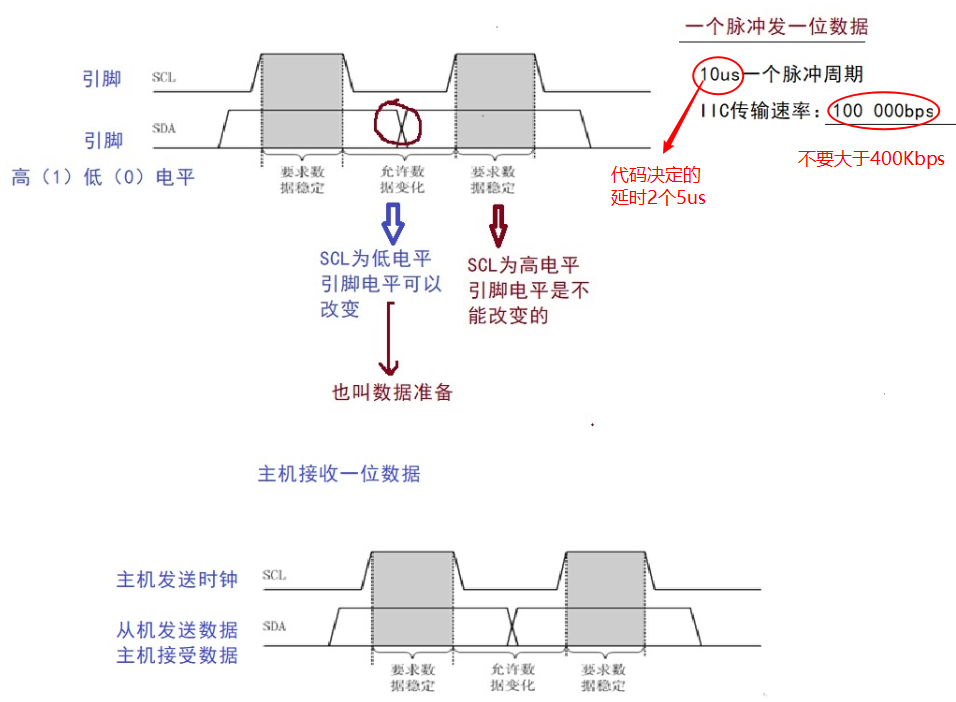 一个脉冲发一位数据
10us一个脉冲周期
IIC传输速率：100 000bps
不要大于400Kbps
代码决定的
延时2个5us
引脚 SCL
引脚 SDA
高（1）低（0）电平
要求数
据稳定
允许数
据变化
要求数
据稳定
SCL为低电平
引脚电平可以
改变
SCL为高电平
引脚电平是不
能改变的
也叫数据准备
主机接收一位数据
主机发送时钟 SCL
从机发送数据 SDA
主机接受数据
要求数
据稳定
允许数
据变化
要求数
据稳定